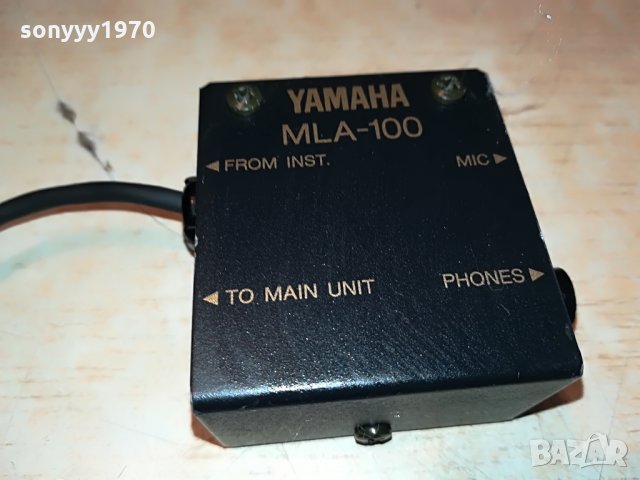 sonyyy1970
YAMAHA
MLA-100
◄FROM INST. MIC►
◄TO MAIN UNIT PHONES►
BAZAR